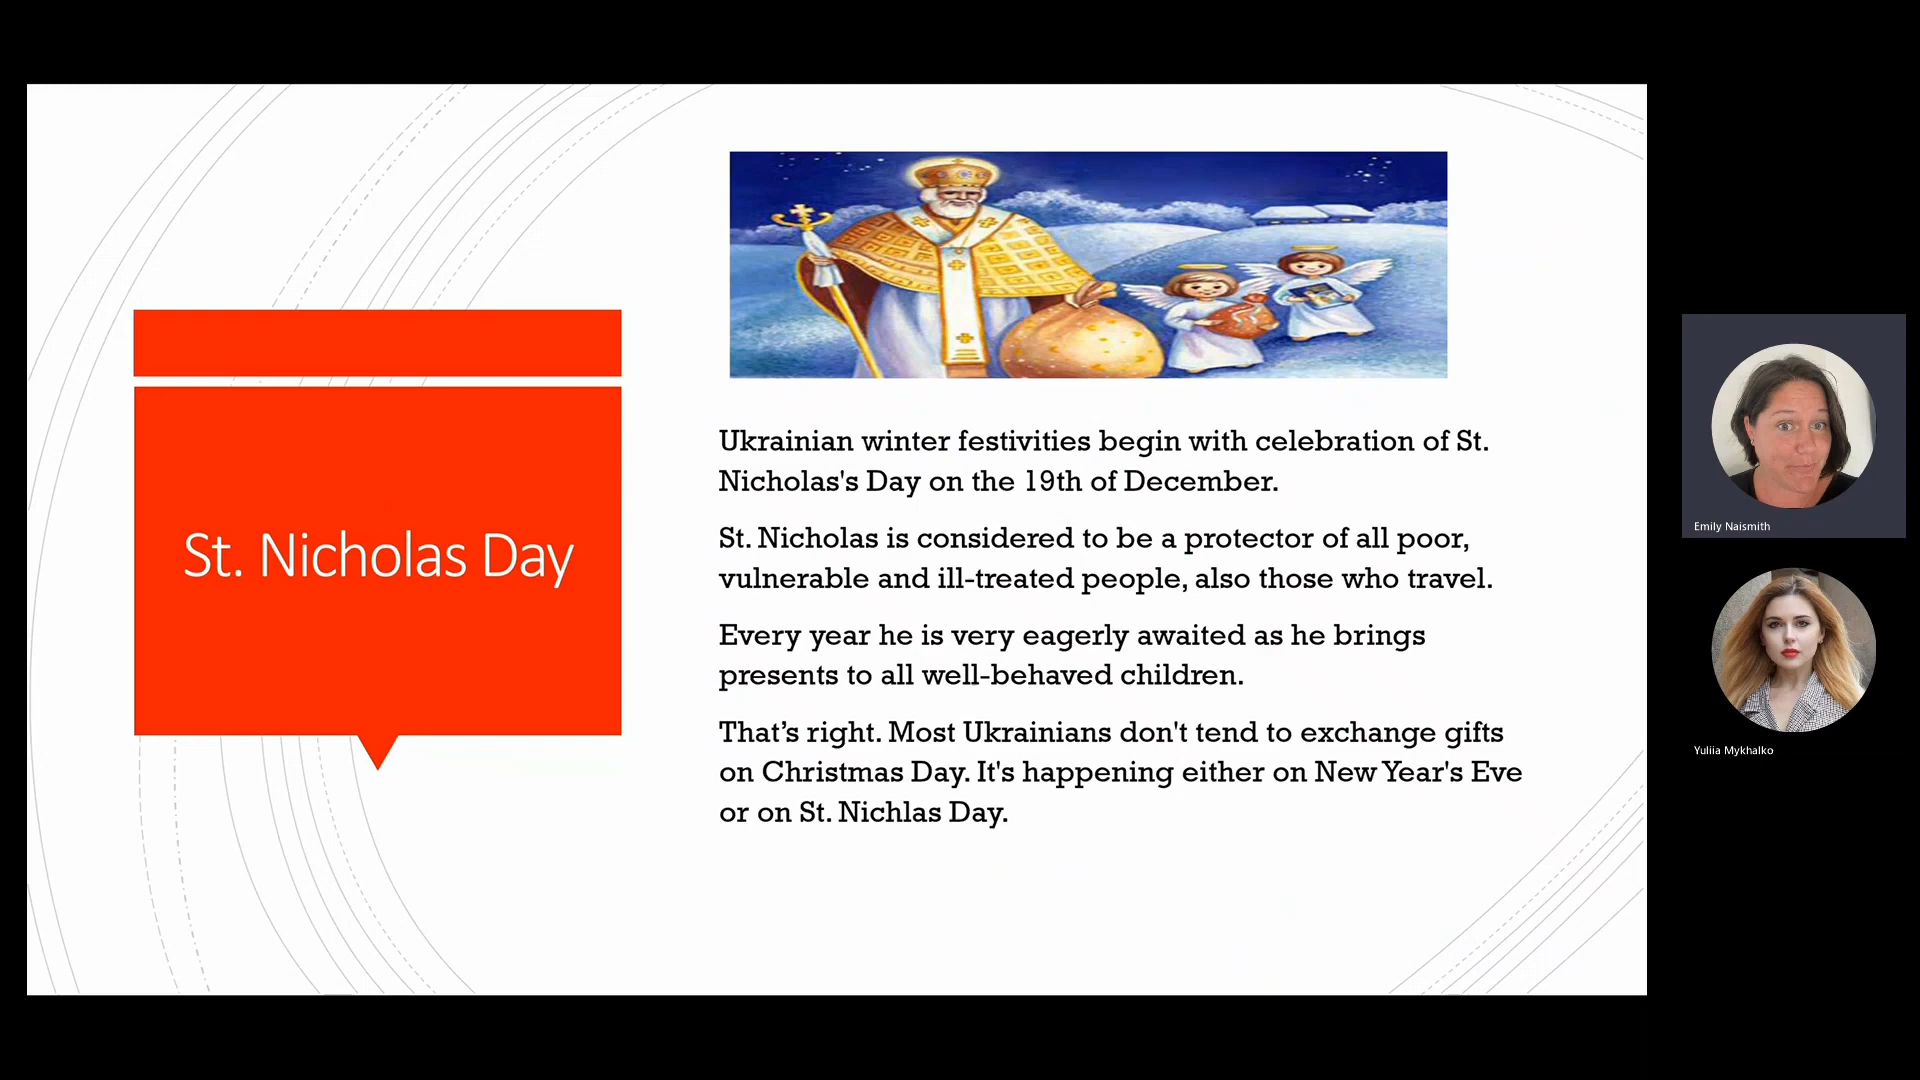 St. Nicholas Day
Ukrainian winter festivities begin with celebration of St.
Nicholas's Day on the 19th of December.
St. Nicholas is considered to be a protector of all poor,
vulnerable and ill-treated people, also those who travel.
Every year he is very eagerly awaited as he brings
presents to all well-behaved children.
That’s right. Most Ukrainians don't tend to exchange gifts
on Christmas Day. It's happening either on New Year's Eve
or on St. Nichlas Day.
Emily Naismith
Yuliia Mykhalko